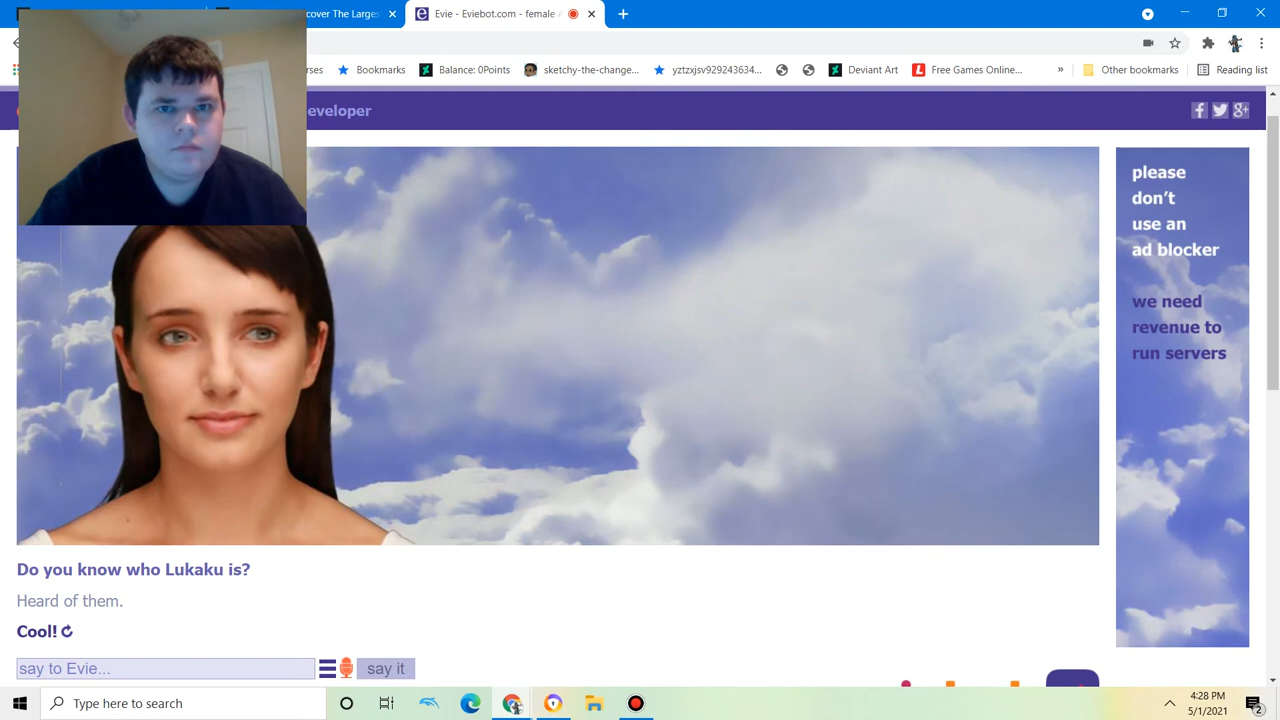 cover The Larges
Evie - Eviebot.com - female A
rses
Bookmarks
Balance: 0Points
sketchy-the-change...
yztzxjsv929243634...
Deviant Art
Free Games Online...
»
Other bookmarks
Reading list
eveloper
please
don't
use an
ad blocker
we need
revenue to
run servers
Do you know who Lukaku is?
Heard of them.
Cool!
say to Evie...
say it
Type here to search
4:28 PM
5/1/2021
2